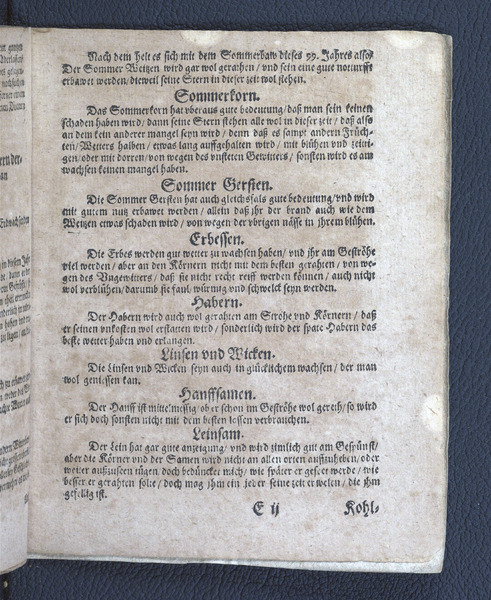 Nach dem helt es sich mit dem Sommerbaw dieses 99. Jahres also:
Der Sommer Weitzen wird gar wol gerathen / vnd sein eine gute notturfft
erbawet werden / dieweil seine Stern in dieser zeit wol stehen.
Sommerkorn.
Das Sommerkorn hat vberaus gute bedeutung / daß man sein keinen
schaden haben wird / dann seine Stern stehen alle wol in dieser zeit / daß also
an dem kein anderer mangel seyn wird / denn daß es sampt andern Früch-
ten / Wetters halben / etwas lang auffgehalten wird / mit blühen vnd zeiti-
gen / oder mit dorren / von wegen des vnsteten Gewitters / sonsten wird es am
wachsen keinen mangel haben.
Sommer Gersten.
Die Sommer Gersten hat auch gleichsfals gute bedeutung / vnd wird
mit gutem nutz erbawet werden / allein daß jhr der brand auch wie dem
Weitzen etwas schaden wird / von wegen der vbrigen nässe in jhrem blühen.
Erbessen.
Die Erbes werden gut wetter zu wachsen haben / vnd jhr am Geströhe
viel werden / aber an den Körnern nicht mit dem besten gerahten / von we-
gen des Vngewitters / daß sie nicht recht reiff werden können / auch nicht
wol verblühen / darumb sie faul / würmig vnd schwelck seyn werden.
Habern.
Der Habern wird auch wol gerahten am Strohe vnd Körnern / daß
er seinen vnkosten wol erstatten wird / sonderlich wird der spate Habern das
beste wetter haben vnd erlangen.
Linsen vnd Wicken.
Die Linsen vnd Wicken seyn auch in glücklichem wachsen / der man
wol geniessen kan.
Hanffsamen.
Der Hanff ist mittelmessig / ob er schon im Geströhe wol gereth / so wird
er sich doch sonsten nicht mit dem besten lassen verbrauchen.
Leinsam.
Der Lein hat gar gute anzeigung / vnd wird zimlich gut am Gespünst /
aber die Körner vnd der Samen wird nicht an allen orten auffzuheben / oder
weiter außzuseen tügen, doch bedüncket mich / wie später er geseet werde / wie
besser er gerahten solte / doch mag jhm ein jeder seine zeit erwelen / die jhm
gefellig ist.
E ij Kohl-